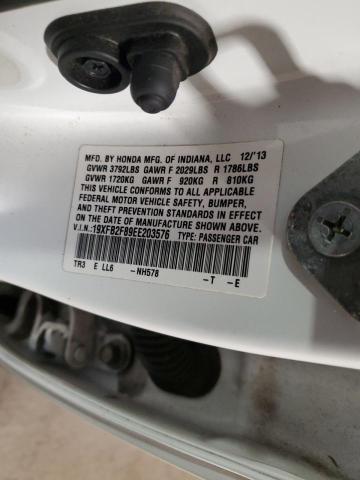 MFD. BY HONDA MFG. OF INDIANA, LLC 12/'13
GVWR 3792LBS GAWR F 2029LBS R 1786LBS
GVWR 1720KG GAWR F 920KG R 810KG
THIS VEHICLE CONFORMS TO ALL APPLICABLE
FEDERAL MOTOR VEHICLE SAFETY, BUMPER,
AND THEFT PREVENTION STANDARDS IN EFFECT
ON THE DATE OF MANUFACTURE SHOWN ABOVE.
V.I.N.:19XFB2F89EE203576 TYPE: PASSENGER CAR
TR3 E LL6 -NH578 -T -E